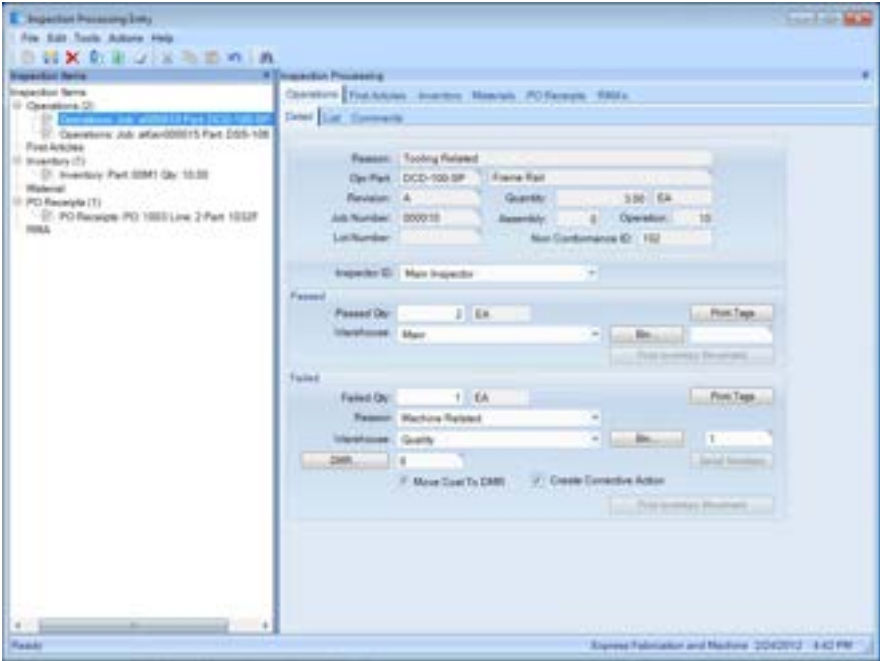 Inspection Processing Entry
File Edit Tools Actions Help
Inspection Items
Inspection Items
Operations (2)
Operations: Job: Part: DCD-100-SP
Operations: Job: Part: DSS-100
First Articles
Inventory (1)
Inventory: Part: 00M1 Qty: 10.00
Material
PO Receipts (1)
PO Receipts: PO: 1003 Line: 2 Part: 1032F
RMA
Inspection Processing
Operations First Articles Inventory Materials PO Receipts RMA's
Detail List Comments
Reason: Tooling Related
Opr/Part: DCD-100-SP Frame Rail
Revision: A Quantity: 3.00 EA
Job Number: 000010 Assembly: 0 Operation: 10
Lot Number: Non Conformance ID: 102
Inspector ID: Main Inspector
Passed
Passed Qty: 2 EA Print Tags
Warehouse: Main Bin...
Print Inventory Movement
Failed
Failed Qty: 1 EA Print Tags
Reason: Machine Related
Warehouse: Quality Bin... 1
DMR... 0 Serial Numbers
Move Cost To DMR Create Corrective Action
Print Inventory Movement
Ready Express Fabrication and Machine 2/24/2012 4:42 PM